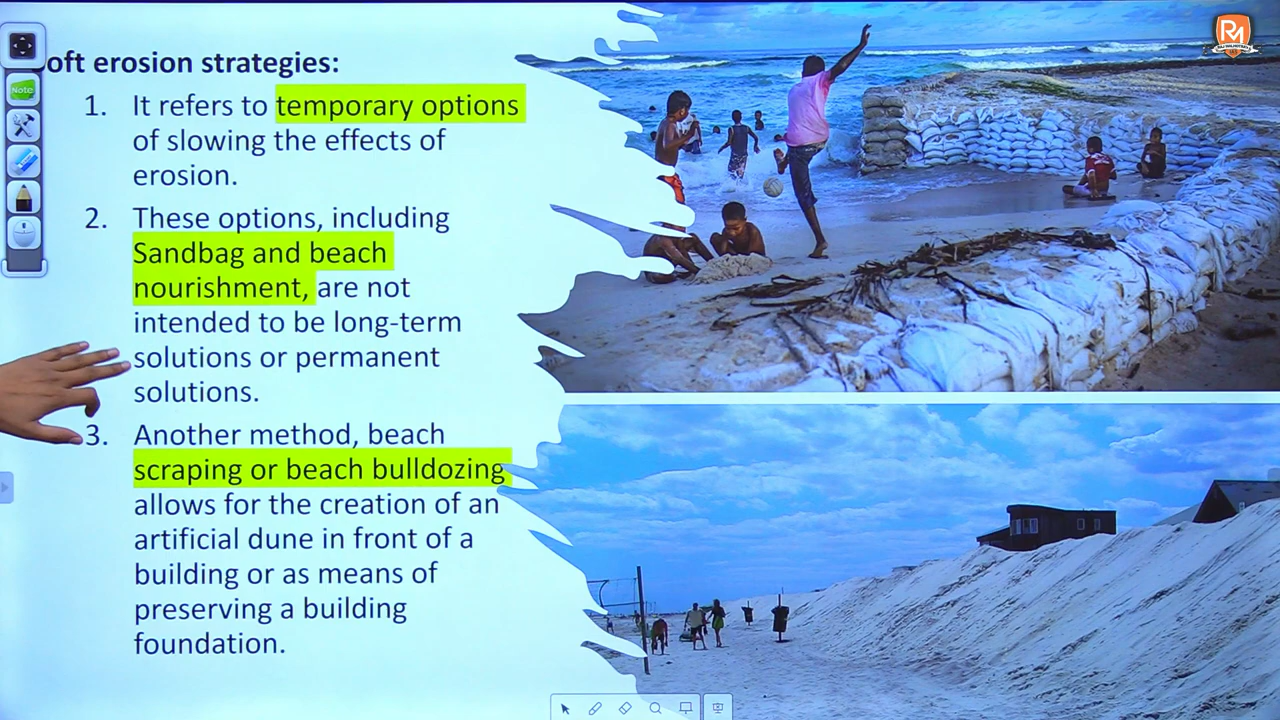 oft erosion strategies:
1. It refers to temporary options
of slowing the effects of
erosion.
2. These options, including
Sandbag and beach
nourishment, are not
intended to be long-term
solutions or permanent
solutions.
3. Another method, beach
scraping or beach bulldozing
allows for the creation of an
artificial dune in front of a
building or as means of
preserving a building
foundation.
Note